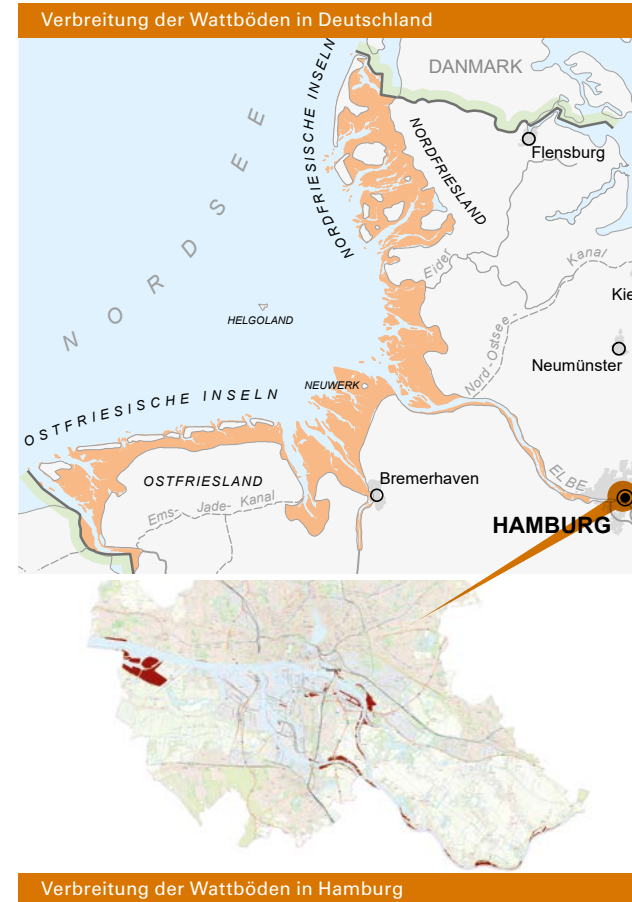 Verbreitung der Wattböden in Deutschland
DANMARK
Flensburg
NORDFRIESISCHE INSELN
NORDFRIESLAND
NORDSEE
Eider
Kanal
Kie
HELGOLAND
Nord-Ostsee-
Neumünster
NEUWERK
OSTFRIESISCHE INSELN
OSTFRIESLAND
Bremerhaven
ELBE
Ems- Jade- Kanal
HAMBURG
Verbreitung der Wattböden in Hamburg